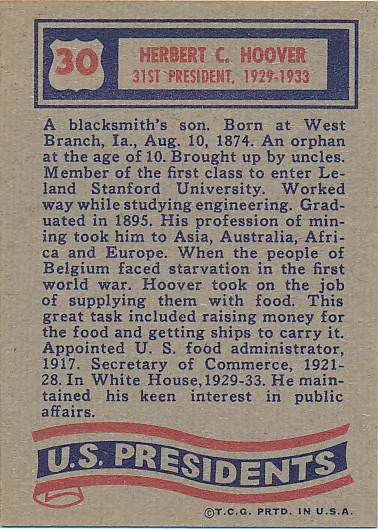 30
HERBERT C. HOOVER
31ST PRESIDENT, 1929-1933
A blacksmith's son. Born at West
Branch, Ia., Aug. 10, 1874. An orphan
at the age of 10. Brought up by uncles.
Member of the first class to enter Le-
land Stanford University. Worked
way while studying engineering. Grad-
uated in 1895. His profession of min-
ing took him to Asia, Australia, Afri-
ca and Europe. When the people of
Belgium faced starvation in the first
world war. Hoover took on the job
of supplying them with food. This
great task included raising money for
the food and getting ships to carry it.
Appointed U. S. food administrator,
1917. Secretary of Commerce, 1921-
28. In White House, 1929-33. He main-
tained his keen interest in public
affairs.
U.S. PRESIDENTS
©T.C.G. PRTD. IN U.S.A.